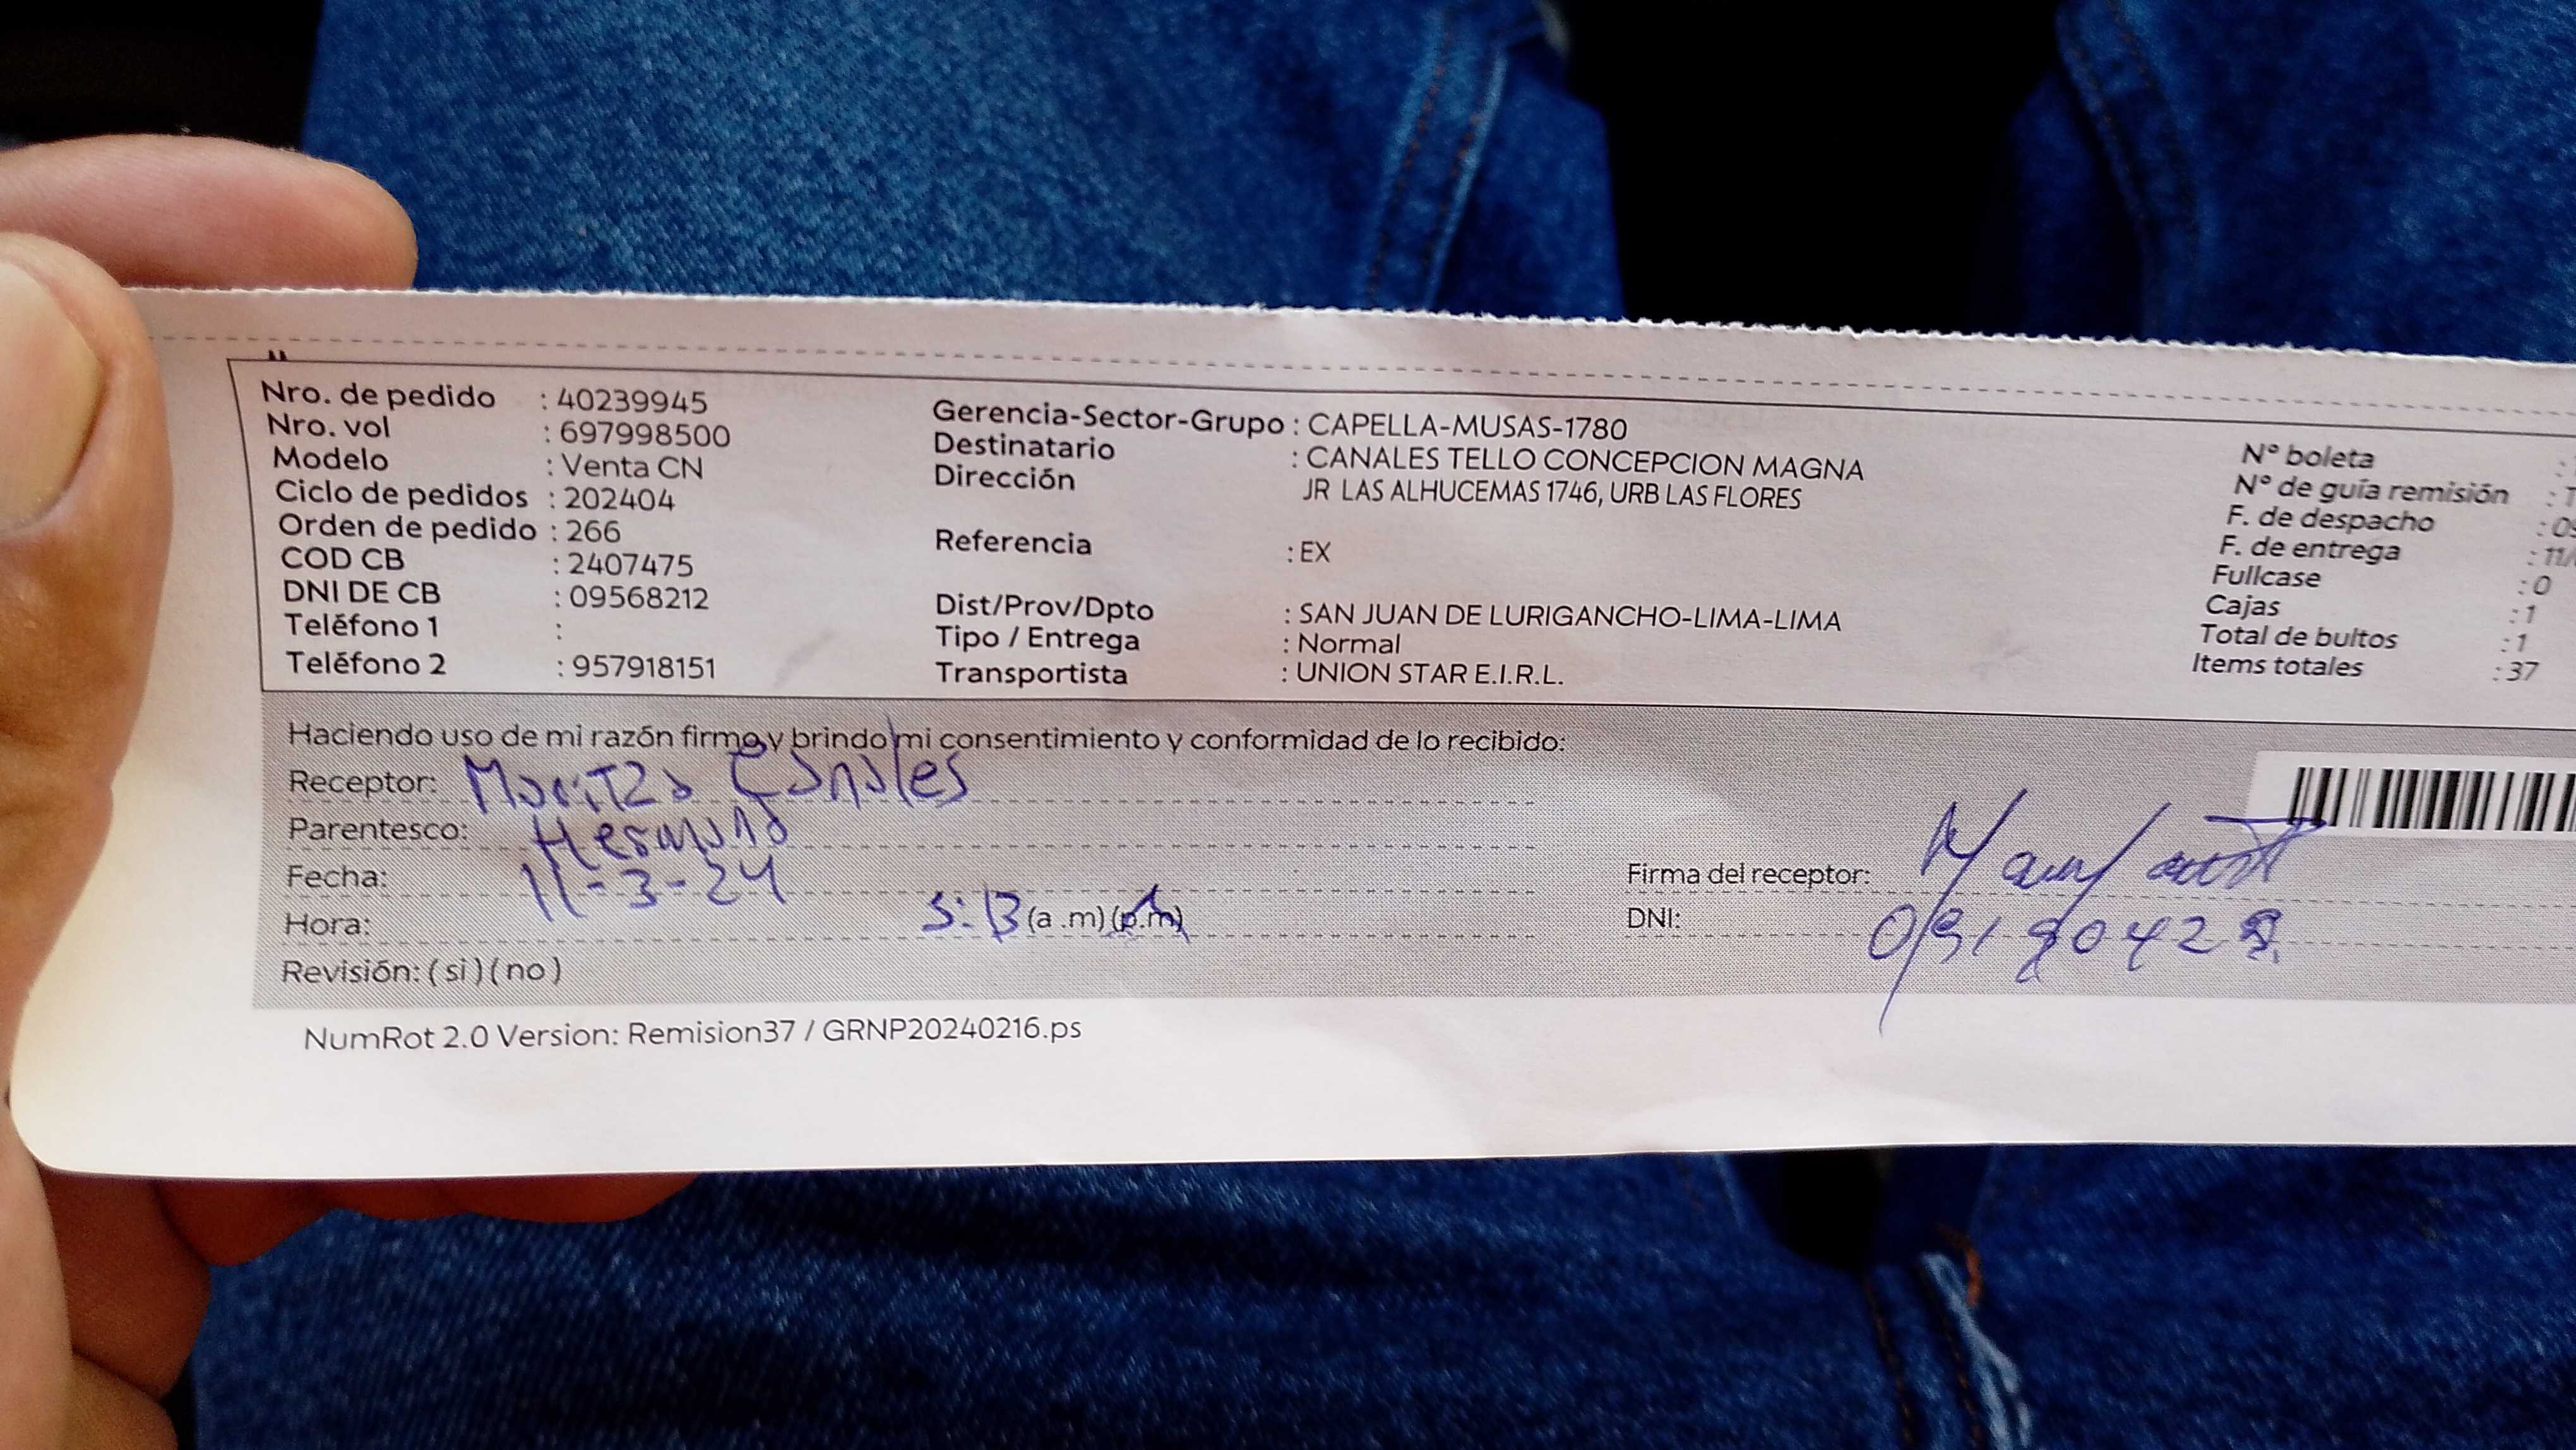 Nro. de pedido : 40239945
Nro. vol : 697998500
Modelo : Venta CN
Ciclo de pedidos : 202404
Orden de pedido : 266
COD CB : 2407475
DNI DE CB : 09568212
Teléfono 1 :
Teléfono 2 : 957918151
Gerencia-Sector-Grupo : CAPELLA-MUSAS-1780
Destinatario : CANALES TELLO CONCEPCION MAGNA
Dirección JR LAS ALHUCEMAS 1746, URB LAS FLORES
Referencia : EX
Dist/Prov/Dpto : SAN JUAN DE LURIGANCHO-LIMA-LIMA
Tipo / Entrega : Normal
Transportista : UNION STAR E.I.R.L.
N° boleta :
N° de guía remisión :
F. de despacho :
F. de entrega : 11/
Fullcase : 0
Cajas : 1
Total de bultos : 1
Items totales : 37
Haciendo uso de mi razón firmo y brindo mi consentimiento y conformidad de lo recibido:
Receptor: Maritza Canales
Parentesco: Hermana
Fecha: 11-3-24
Hora: (a .m) (p.m)
Revisión: ( si ) ( no )
Firma del receptor:
DNI:
NumRot 2.0 Version: Remision37 / GRNP20240216.ps